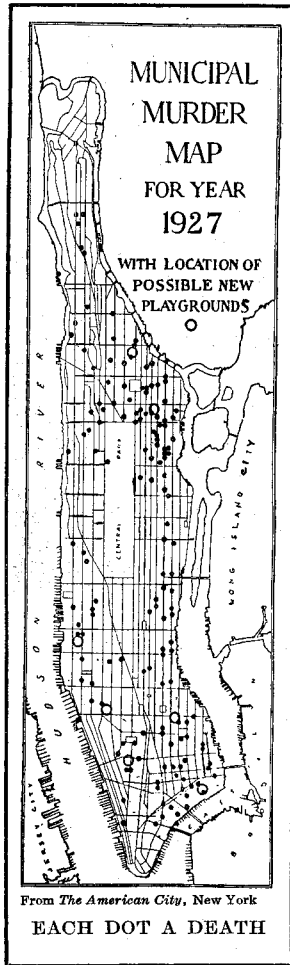 MUNICIPAL
MURDER
MAP
FOR YEAR
1927
WITH LOCATION OF
POSSIBLE NEW
PLAYGROUNDS
HUDSON RIVER
CENTRAL PARK
LONG ISLAND CITY
JERSEY CITY
From The American City, New York
EACH DOT A DEATH